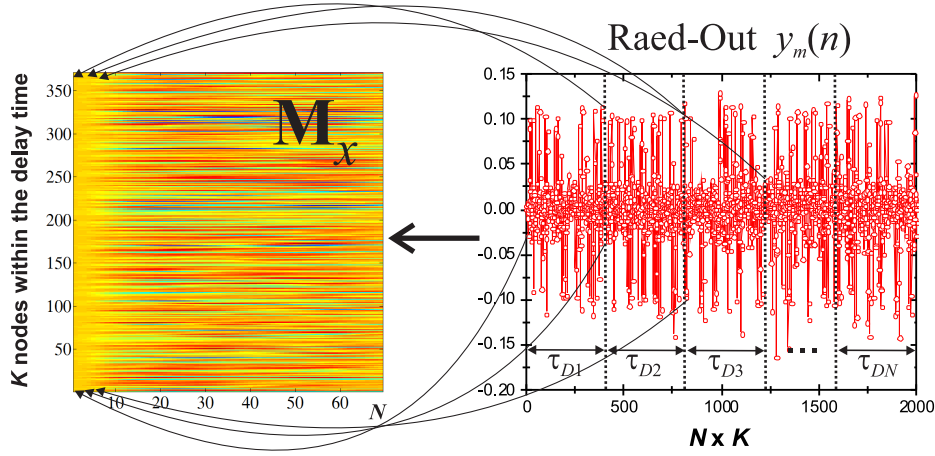 Raed-Out y_m(n)
K nodes within the delay time
350
300
250
200
150
100
50
10 20 30 40 50 60 N
M_x
0.15
0.10
0.05
0.00
-0.05
-0.10
-0.15
-0.20
τ_D1 τ_D2 τ_D3 τ_DN
0 500 1000 1500 2000
N x K